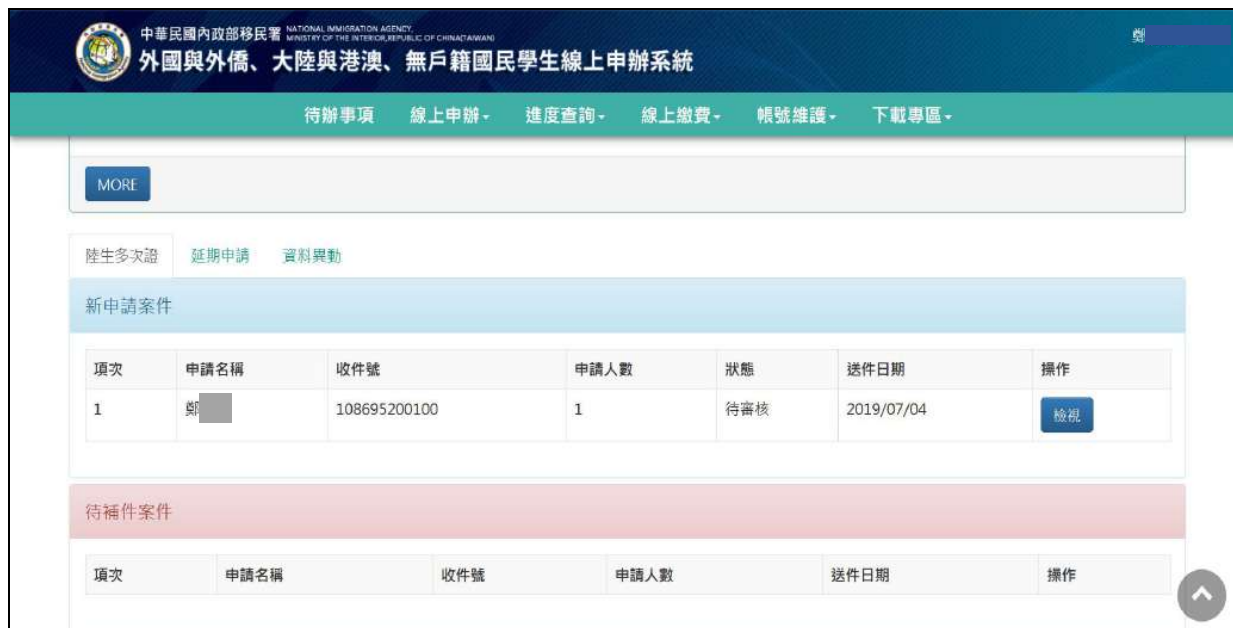 中華民國內政部移民署 NATIONAL IMMIGRATION AGENCY,
MINISTRY OF THE INTERIOR,REPUBLIC OF CHINA(TAIWAN)
外國與外僑、大陸與港澳、無戶籍國民學生線上申辦系統
鄭
待辦事項 線上申辦 進度查詢 線上繳費 帳號維護 下載專區
MORE
陸生多次證 延期申請 資料異動
新申請案件
項次 申請名稱 收件號 申請人數 狀態 送件日期 操作
1 鄭 108695200100 1 待審核 2019/07/04 檢視
待補件案件
項次 申請名稱 收件號 申請人數 送件日期 操作